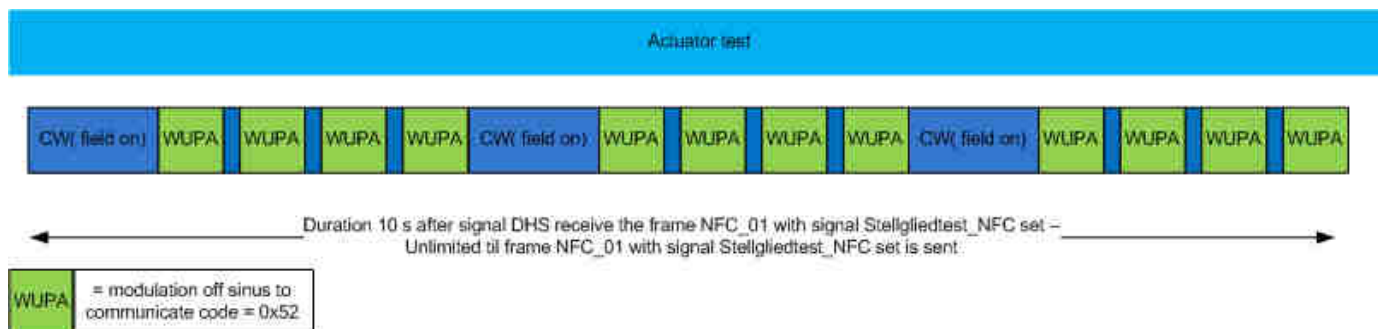 Actuator test
CW( field on) WUPA WUPA WUPA WUPA CW( field on) WUPA WUPA WUPA WUPA CW( field on) WUPA WUPA WUPA WUPA
Duration 10 s after signal DHS receive the frame NFC_01 with signal Stellgliedtest_NFC set –
Unlimited til frame NFC_01 with signal Stellgliedtest_NFC set is sent
WUPA
= modulation off sinus to
communicate code = 0x52